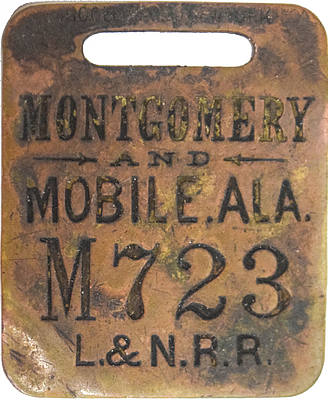 MONTGOMERY
AND
MOBILE.ALA.
M723
L.&N.R.R.